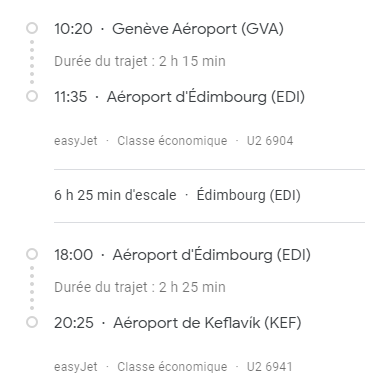 10:20 · Genève Aéroport (GVA)
Durée du trajet : 2 h 15 min
11:35 · Aéroport d'Édimbourg (EDI)
easyJet · Classe économique · U2 6904
6 h 25 min d'escale · Édimbourg (EDI)
18:00 · Aéroport d'Édimbourg (EDI)
Durée du trajet : 2 h 25 min
20:25 · Aéroport de Keflavík (KEF)
easyJet · Classe économique · U2 6941